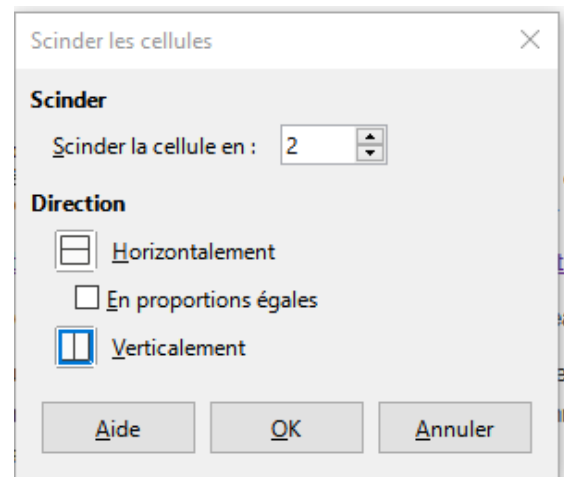 Scinder les cellules
Scinder
Scinder la cellule en : 2
Direction
Horizontalement
En proportions égales
Verticalement
Aide OK Annuler